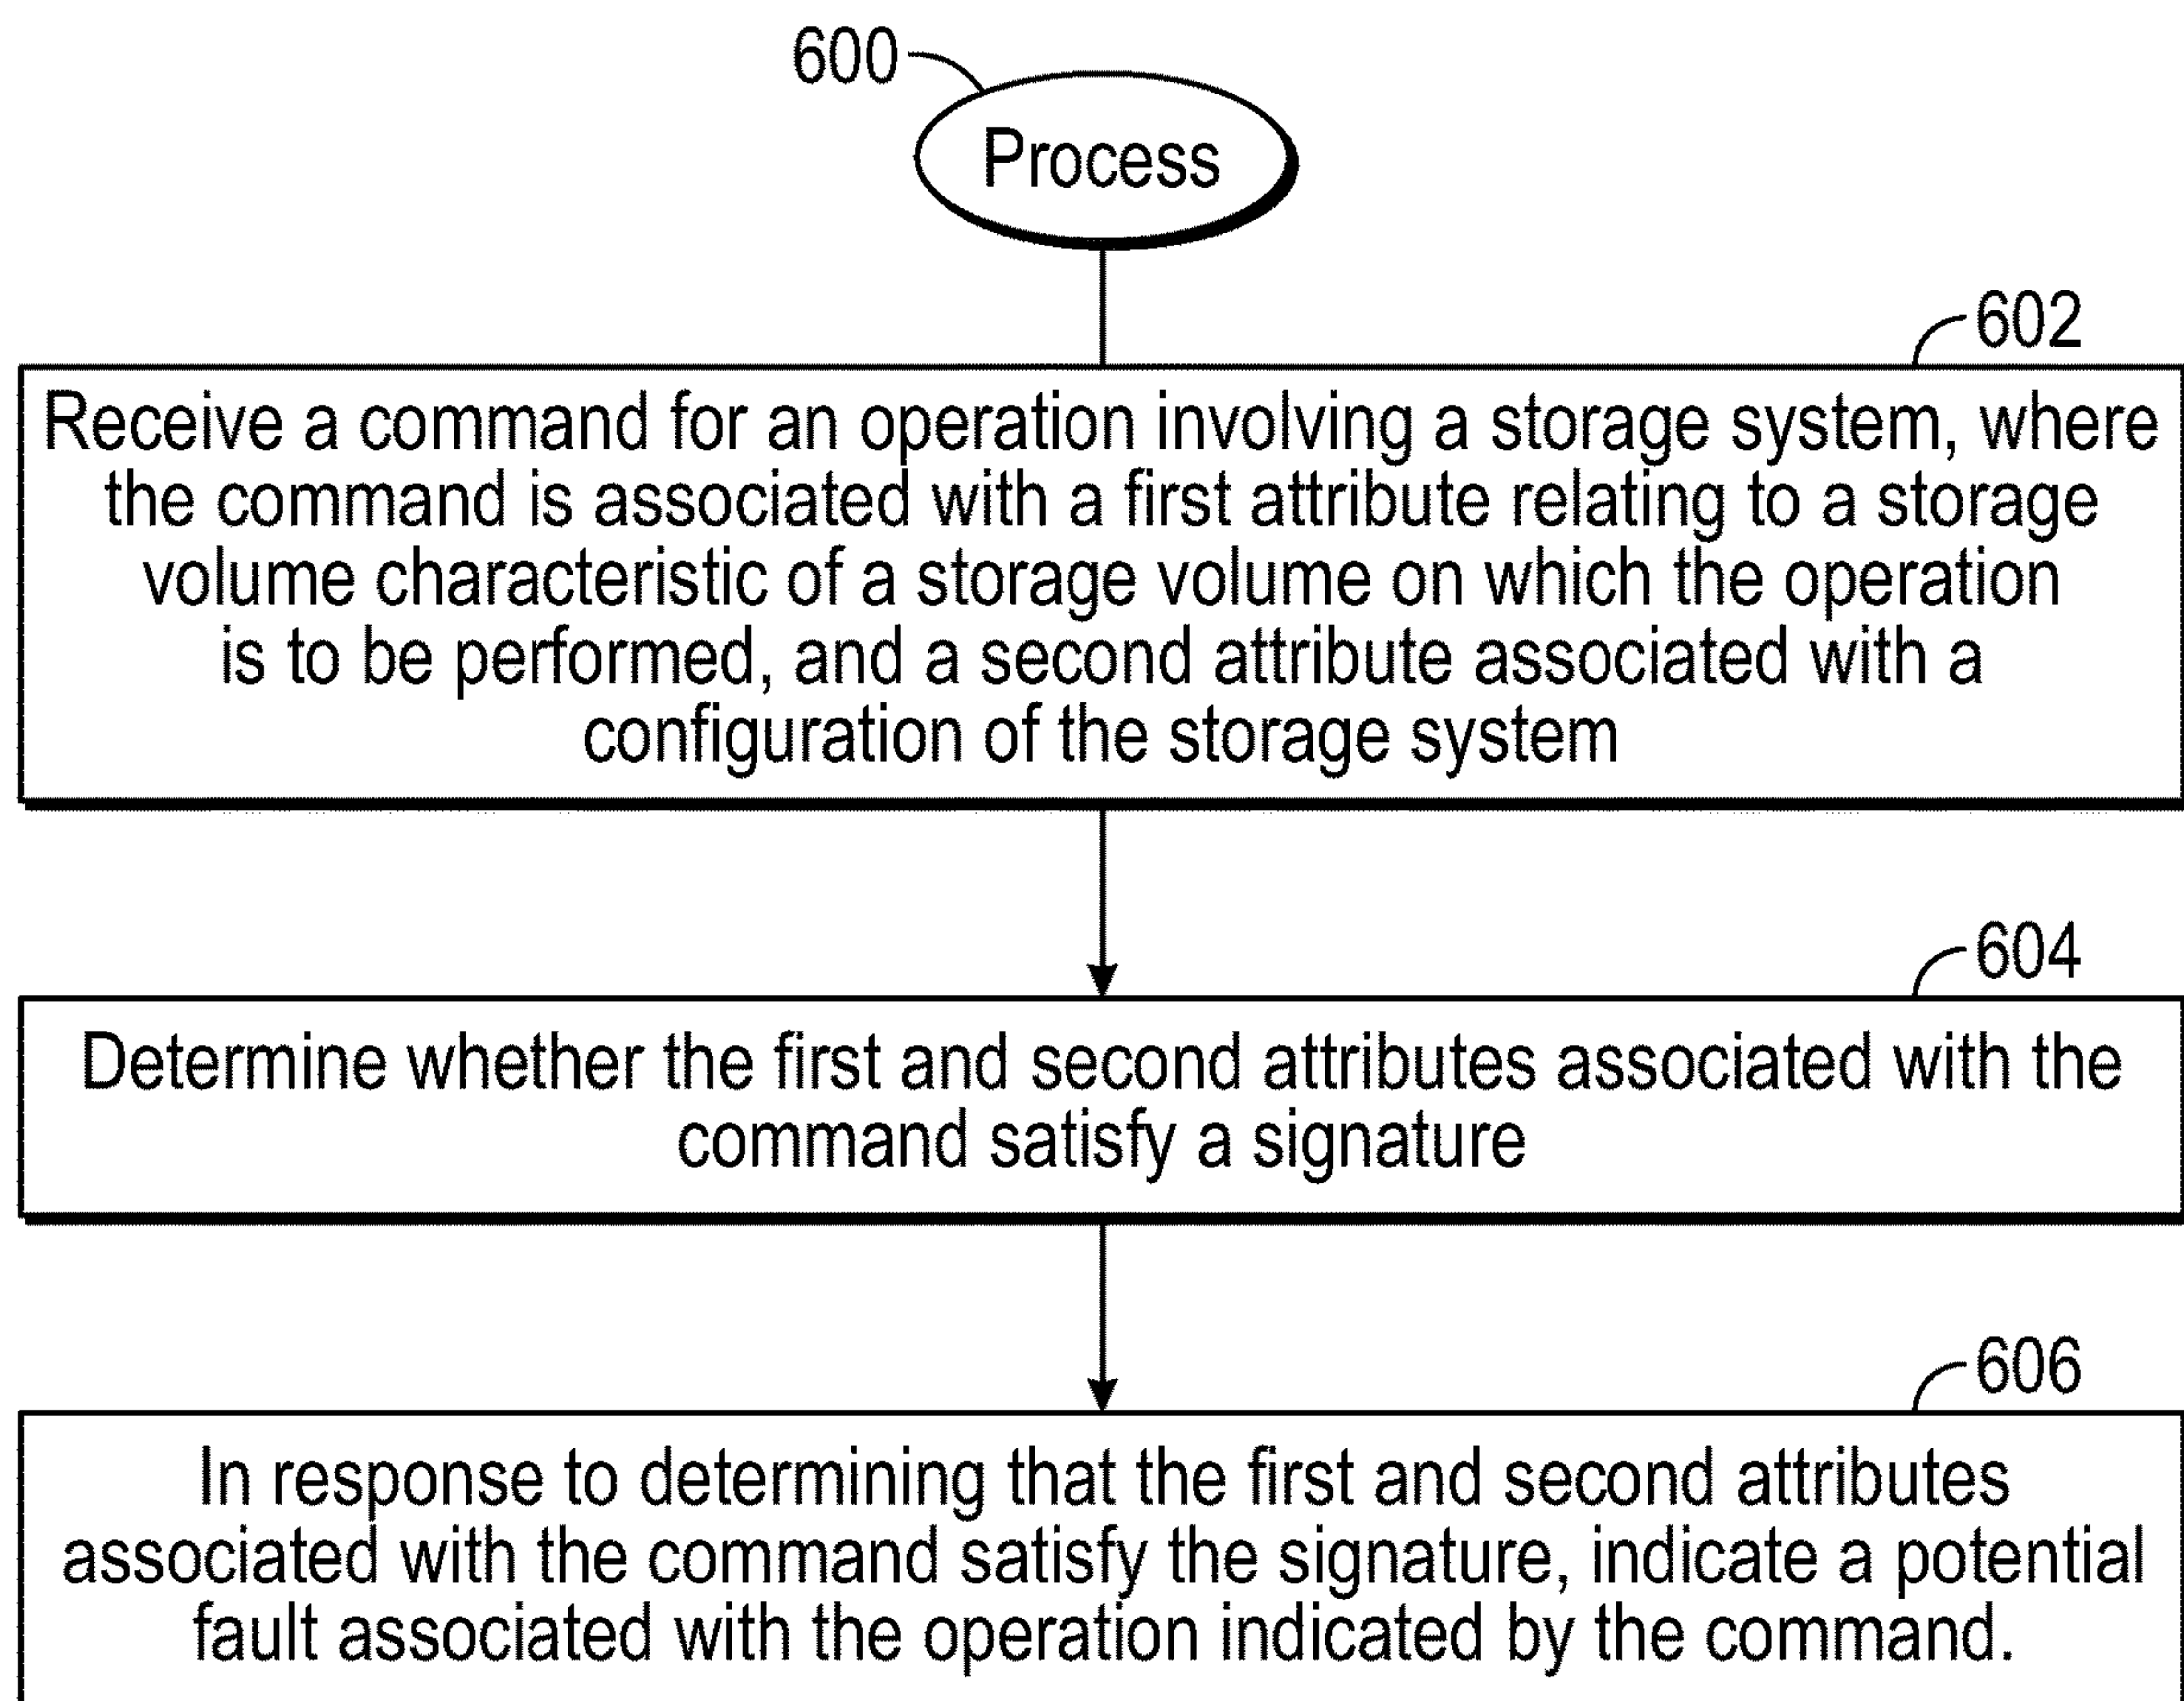 600
Process
602
Receive a command for an operation involving a storage system, where
the command is associated with a first attribute relating to a storage
volume characteristic of a storage volume on which the operation
is to be performed, and a second attribute associated with a
configuration of the storage system
604
Determine whether the first and second attributes associated with the
command satisfy a signature
606
In response to determining that the first and second attributes
associated with the command satisfy the signature, indicate a potential
fault associated with the operation indicated by the command.